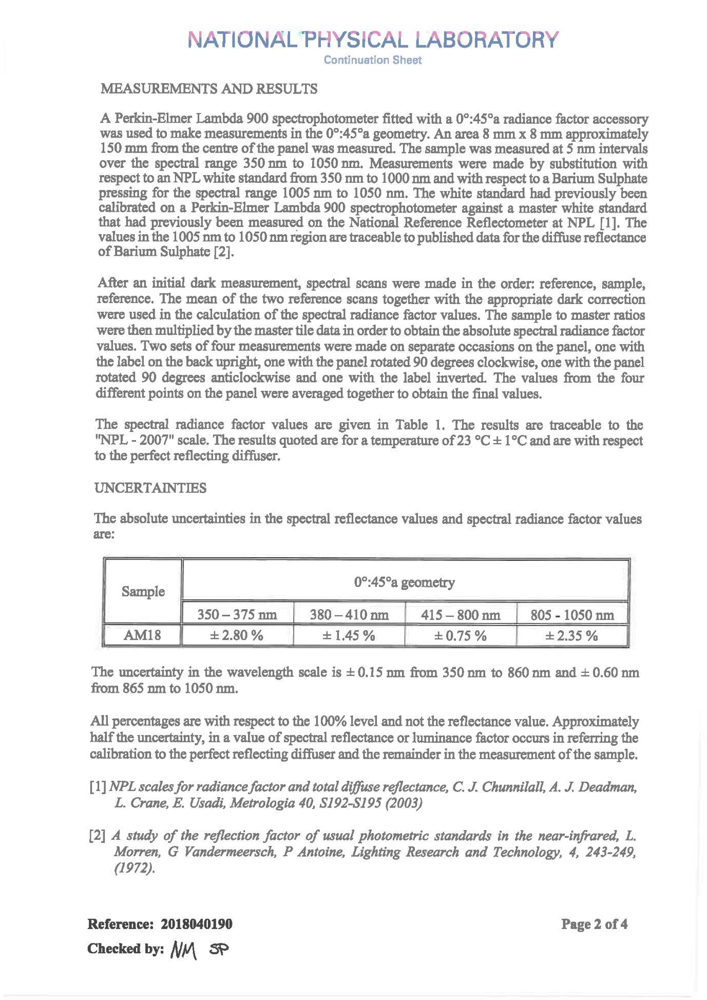 NATIONAL PHYSICAL LABORATORY
Continuation Sheet
MEASUREMENTS AND RESULTS
A Perkin-Elmer Lambda 900 spectrophotometer fitted with a 0°:45°a radiance factor accessory
was used to make measurements in the 0°:45°a geometry. An area 8 mm x 8 mm approximately
150 mm from the centre of the panel was measured. The sample was measured at 5 nm intervals
over the spectral range 350 nm to 1050 nm. Measurements were made by substitution with
respect to an NPL white standard from 350 nm to 1000 nm and with respect to a Barium Sulphate
pressing for the spectral range 1005 nm to 1050 nm. The white standard had previously been
calibrated on a Perkin-Elmer Lambda 900 spectrophotometer against a master white standard
that had previously been measured on the National Reference Reflectometer at NPL [1]. The
values in the 1005 nm to 1050 nm region are traceable to published data for the diffuse reflectance
of Barium Sulphate [2].
After an initial dark measurement, spectral scans were made in the order: reference, sample,
reference. The mean of the two reference scans together with the appropriate dark correction
were used in the calculation of the spectral radiance factor values. The sample to master ratios
were then multiplied by the master tile data in order to obtain the absolute spectral radiance factor
values. Two sets of four measurements were made on separate occasions on the panel, one with
the label on the back upright, one with the panel rotated 90 degrees clockwise, one with the panel
rotated 90 degrees anticlockwise and one with the label inverted. The values from the four
different points on the panel were averaged together to obtain the final values.
The spectral radiance factor values are given in Table 1. The results are traceable to the
"NPL - 2007" scale. The results quoted are for a temperature of 23 °C ± 1°C and are with respect
to the perfect reflecting diffuser.
UNCERTAINTIES
The absolute uncertainties in the spectral reflectance values and spectral radiance factor values
are:
Sample
0°:45°a geometry
350 – 375 nm 380 – 410 nm 415 – 800 nm 805 - 1050 nm
AM18 ± 2.80 % ± 1.45 % ± 0.75 % ± 2.35 %
The uncertainty in the wavelength scale is ± 0.15 nm from 350 nm to 860 nm and ± 0.60 nm
from 865 nm to 1050 nm.
All percentages are with respect to the 100% level and not the reflectance value. Approximately
half the uncertainty, in a value of spectral reflectance or luminance factor occurs in referring the
calibration to the perfect reflecting diffuser and the remainder in the measurement of the sample.
[1] NPL scales for radiance factor and total diffuse reflectance, C. J. Chunnilall, A. J. Deadman,
L. Crane, E. Usadi, Metrologia 40, S192-S195 (2003)
[2] A study of the reflection factor of usual photometric standards in the near-infrared, L.
Morren, G Vandermeersch, P Antoine, Lighting Research and Technology, 4, 243-249,
(1972).
Reference: 2018040190 Page 2 of 4
Checked by: NM SP